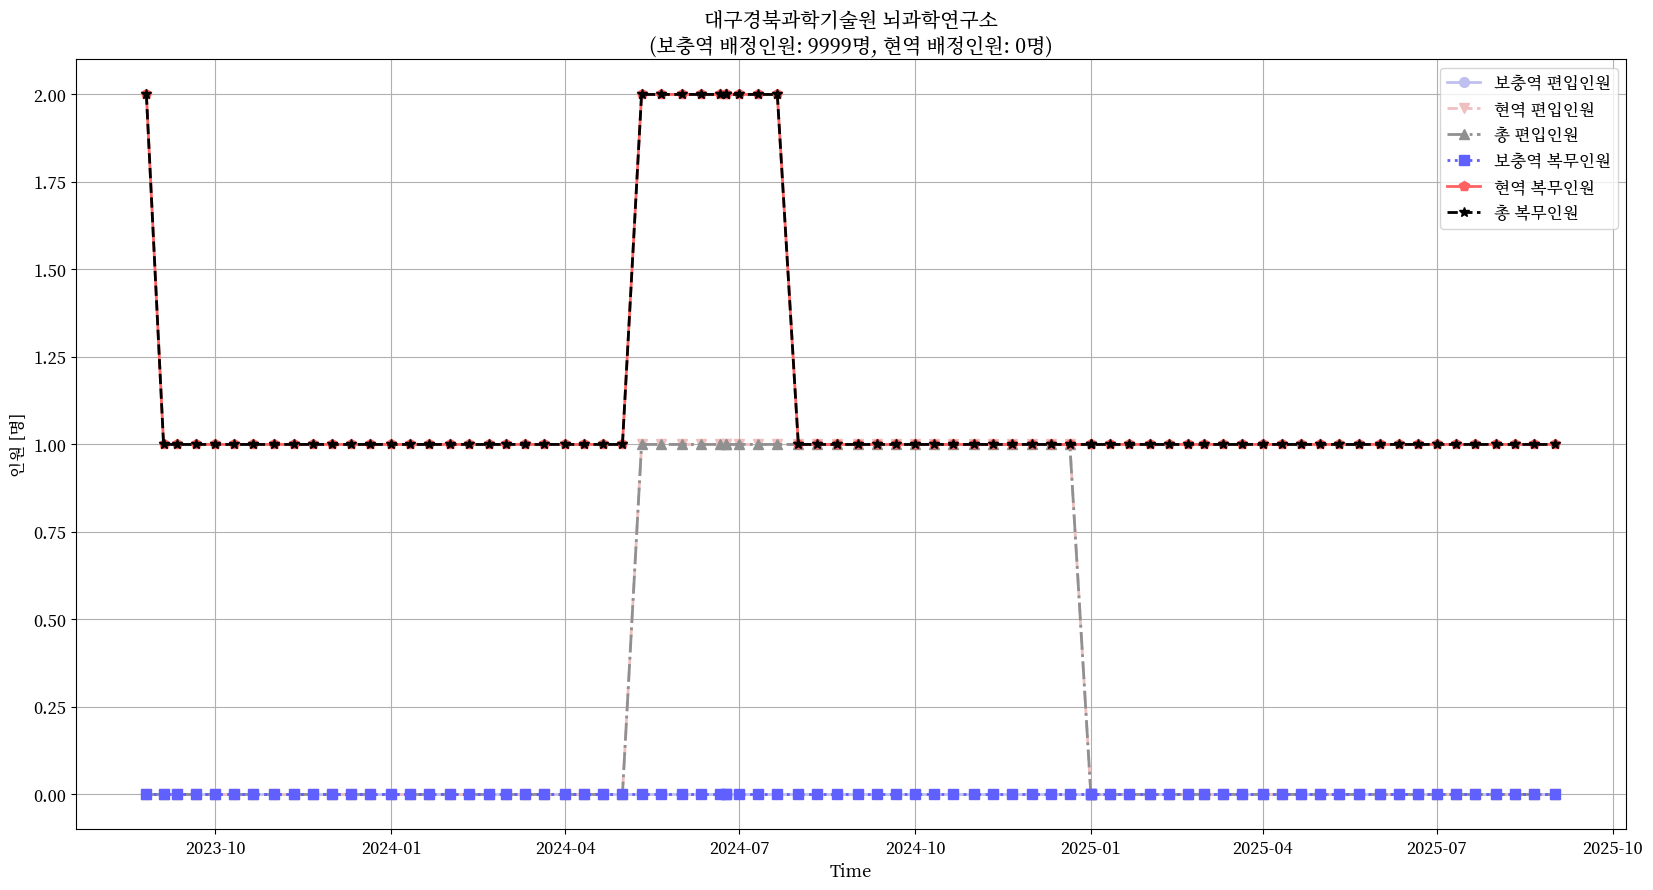 대구경북과학기술원 뇌과학연구소
(보충역 배정인원: 9999명, 현역 배정인원: 0명)
보충역 편입인원
현역 편입인원
총 편입인원
보충역 복무인원
현역 복무인원
총 복무인원
인원 [명]
2.00
1.75
1.50
1.25
1.00
0.75
0.50
0.25
0.00
2023-10
2024-01
2024-04
2024-07
2024-10
2025-01
2025-04
2025-07
2025-10
Time